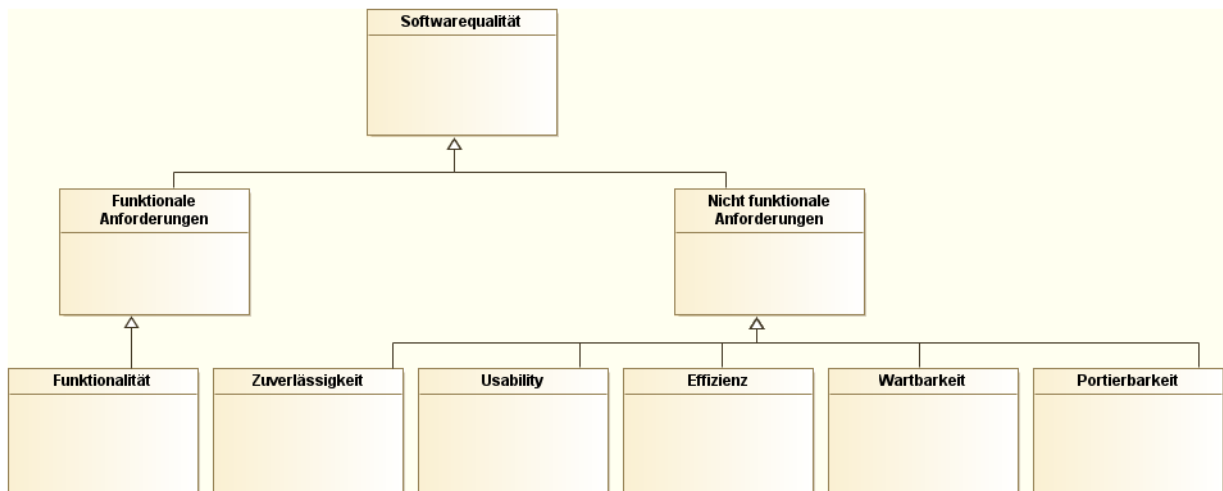 Softwarequalität
Funktionale
Anforderungen
Nicht funktionale
Anforderungen
Funktionalität
Zuverlässigkeit
Usability
Effizienz
Wartbarkeit
Portierbarkeit